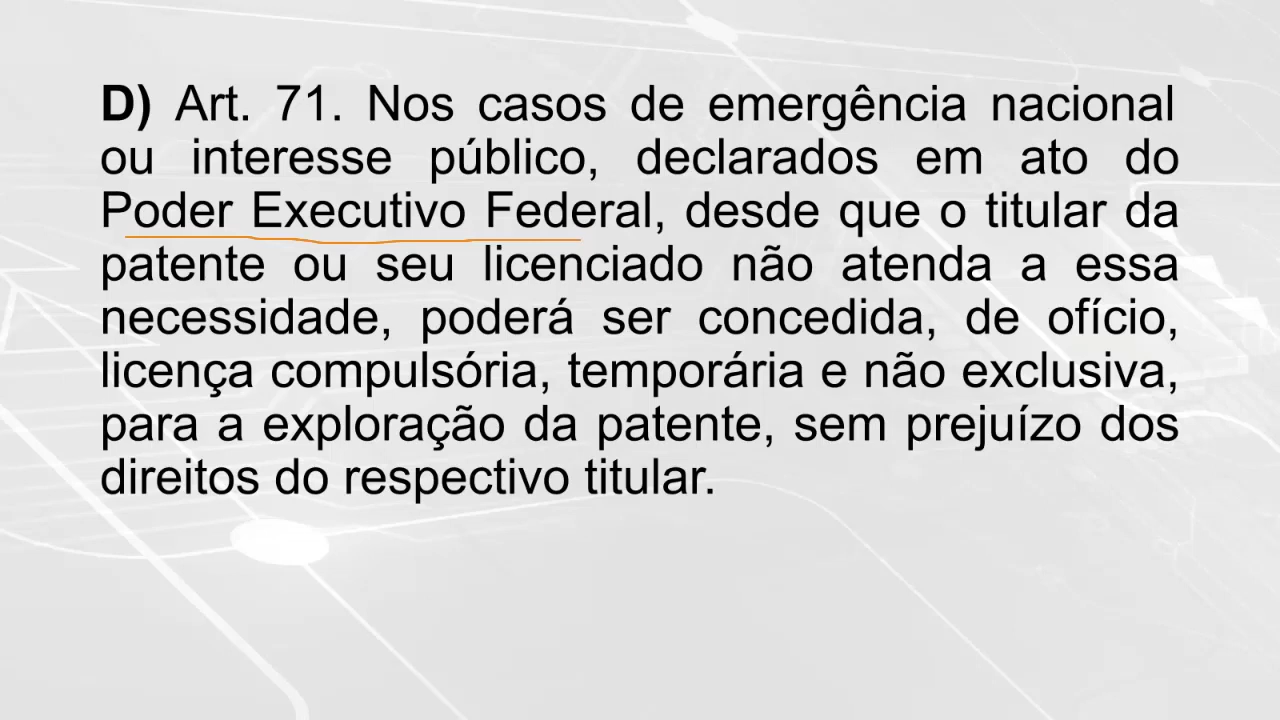 D) Art. 71. Nos casos de emergência nacional
ou interesse público, declarados em ato do
Poder Executivo Federal, desde que o titular da
patente ou seu licenciado não atenda a essa
necessidade, poderá ser concedida, de ofício,
licença compulsória, temporária e não exclusiva,
para a exploração da patente, sem prejuízo dos
direitos do respectivo titular.